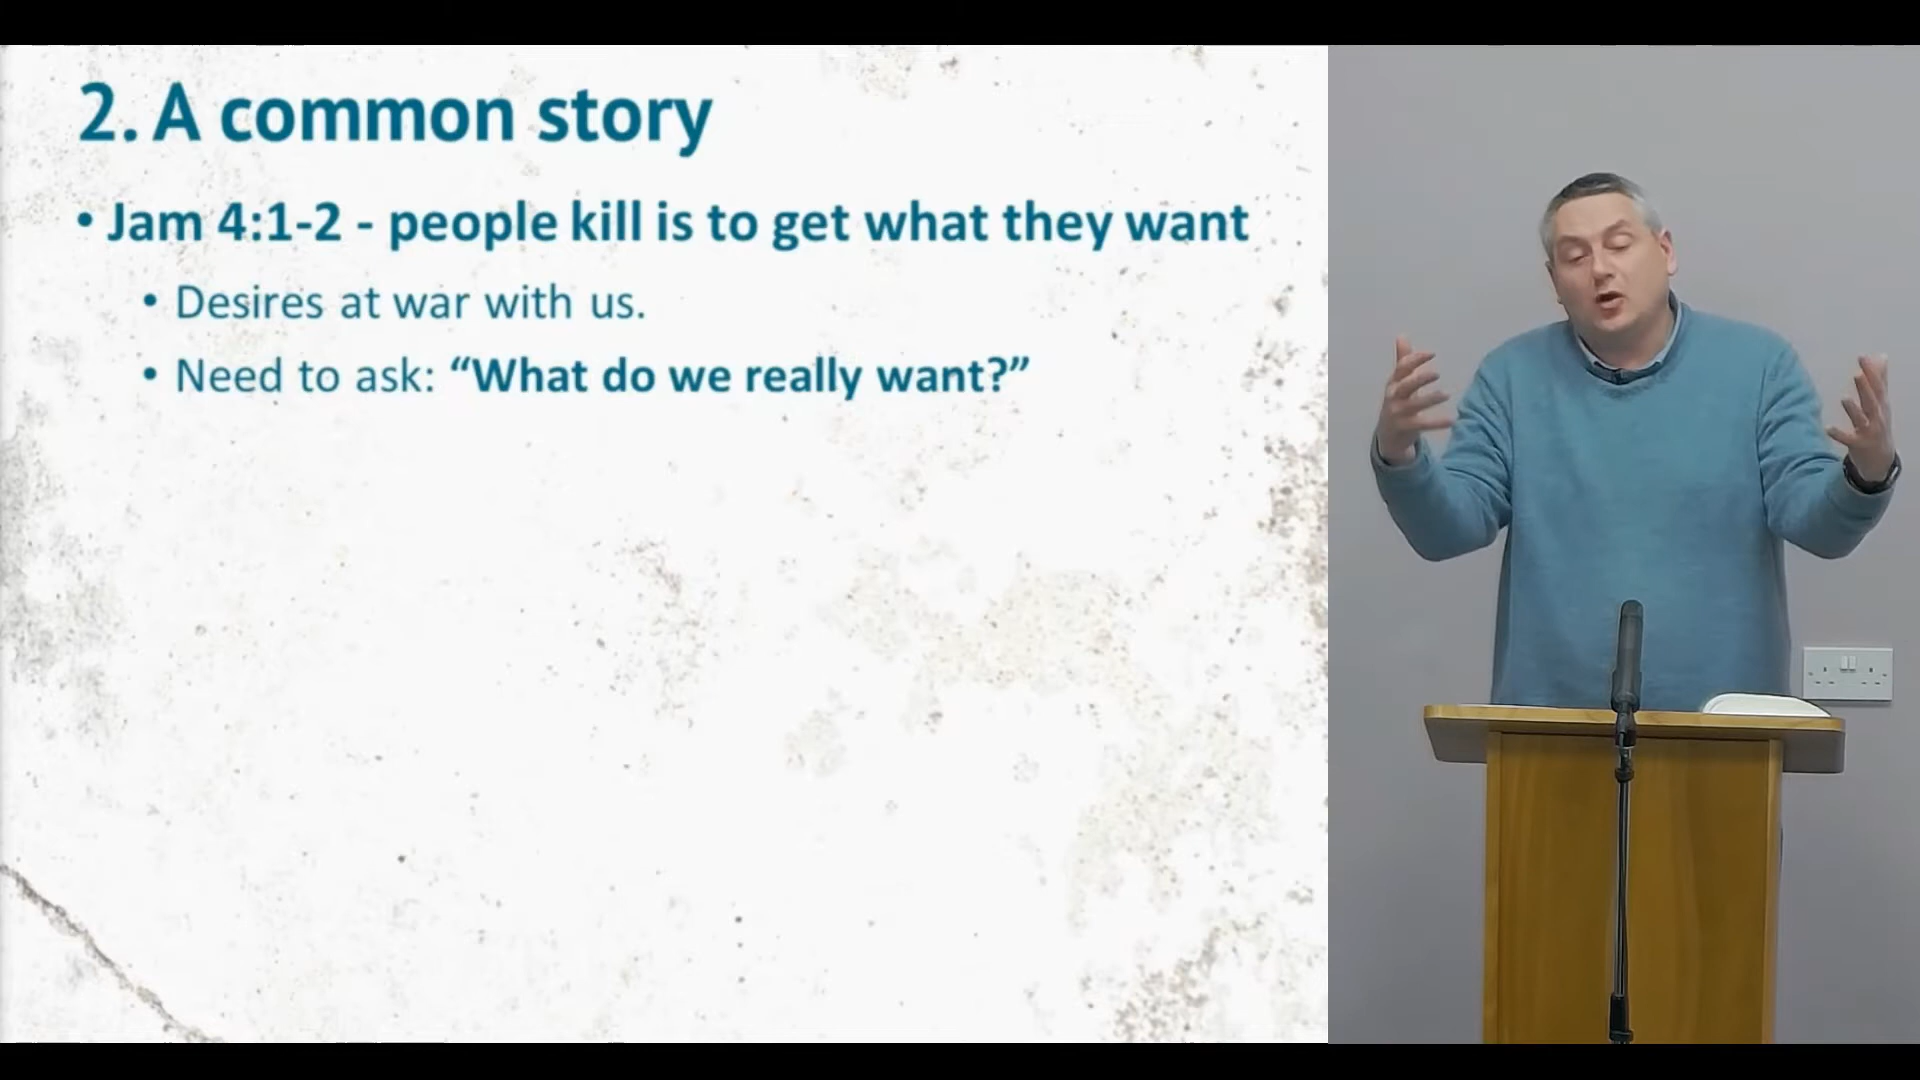 2. A common story
• Jam 4:1-2 - people kill is to get what they want
• Desires at war with us.
• Need to ask: “What do we really want?”